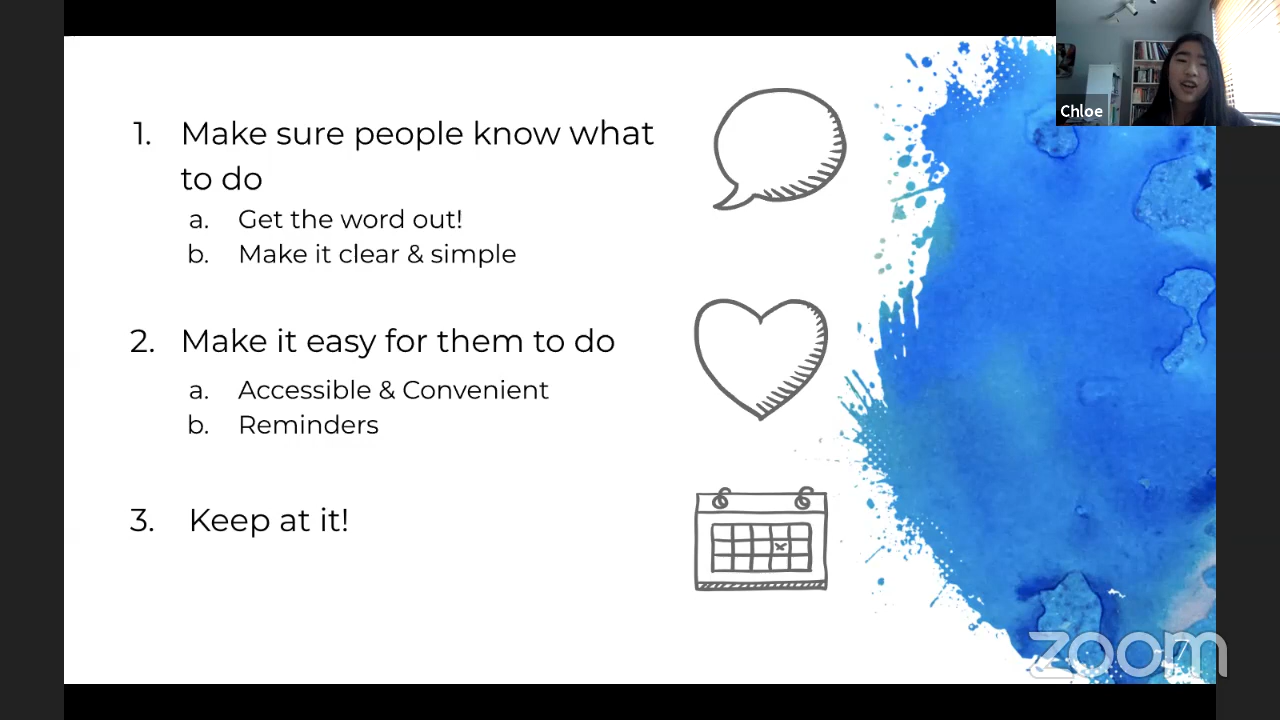 Chloe
1. Make sure people know what
to do
a. Get the word out!
b. Make it clear & simple
2. Make it easy for them to do
a. Accessible & Convenient
b. Reminders
3. Keep at it!
zoom
7